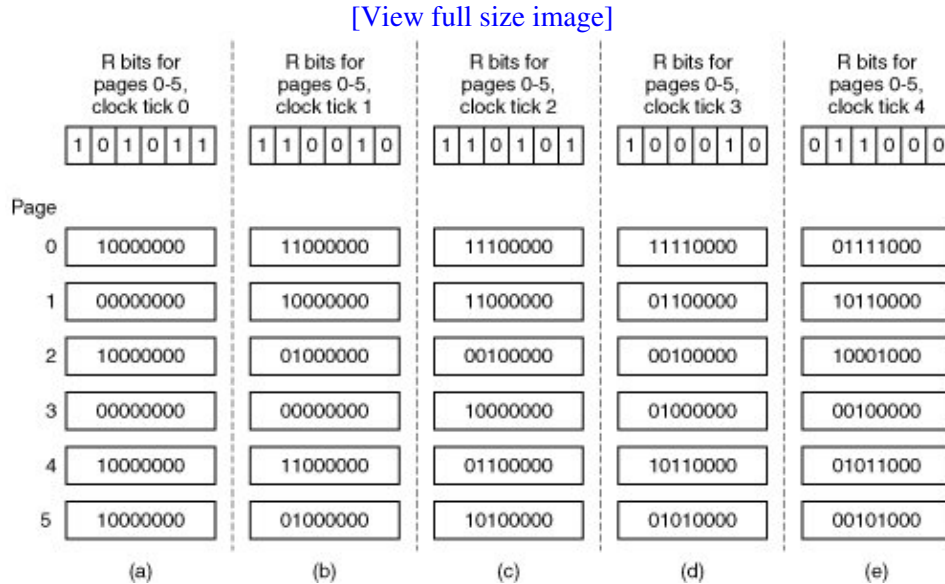 [View full size image]
R bits for pages 0-5, clock tick 0
R bits for pages 0-5, clock tick 1
R bits for pages 0-5, clock tick 2
R bits for pages 0-5, clock tick 3
R bits for pages 0-5, clock tick 4
1 0 1 0 1 1
1 1 0 0 1 0
1 1 0 1 0 1
1 0 0 0 1 0
0 1 1 0 0 0
Page
0 10000000 11000000 11100000 11110000 01111000
1 00000000 10000000 11000000 01100000 10110000
2 10000000 01000000 00100000 00100000 10001000
3 00000000 00000000 10000000 01000000 00100000
4 10000000 11000000 01100000 10110000 01011000
5 10000000 01000000 10100000 01010000 00101000
(a) (b) (c) (d) (e)